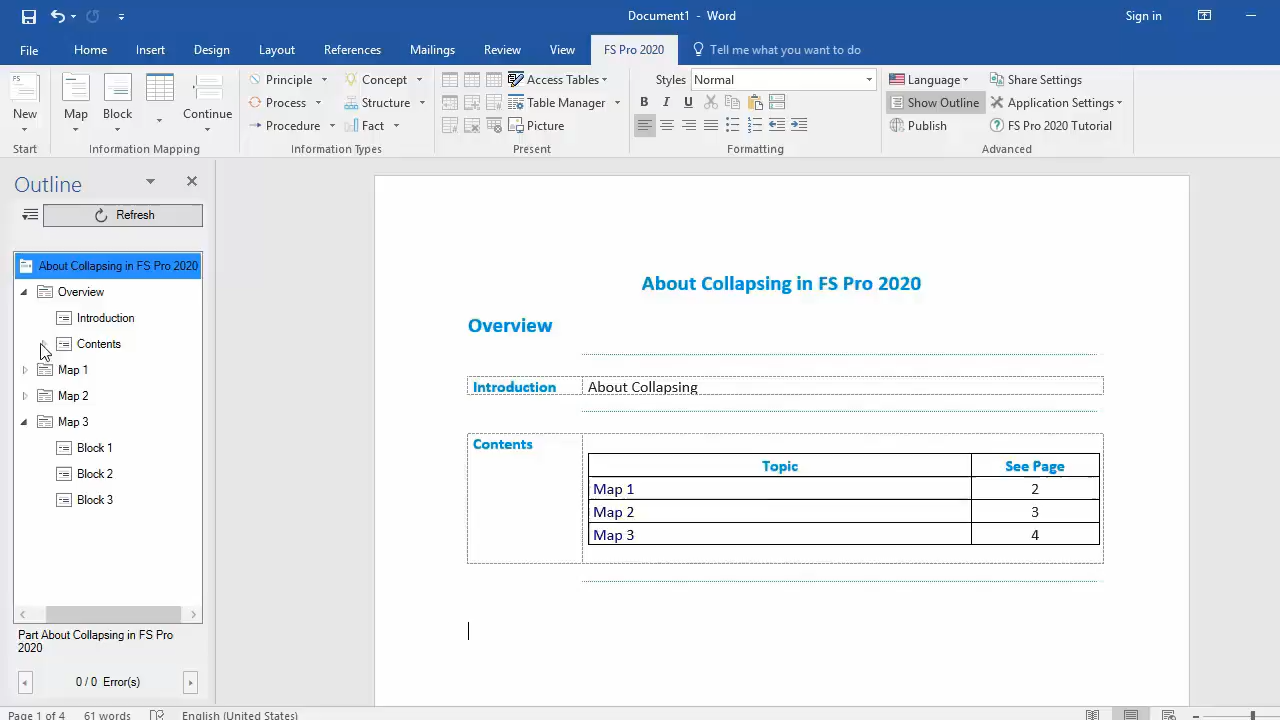 Document1 - Word
Sign in
File Home Insert Design Layout References Mailings Review View FS Pro 2020 Tell me what you want to do
New
Start
Map Block Continue
Information Mapping
Principle Concept
Process Structure
Procedure Fact
Information Types
Access Tables
Table Manager
Picture
Present
Styles Normal
B I U
Formatting
Language Share Settings
Show Outline Application Settings
Publish FS Pro 2020 Tutorial
Advanced
Outline
Refresh
About Collapsing in FS Pro 2020
Overview
Introduction
Contents
Map 1
Map 2
Map 3
Block 1
Block 2
Block 3
Part About Collapsing in FS Pro
2020
0 / 0 Error(s)
About Collapsing in FS Pro 2020
Overview
Introduction About Collapsing
Contents
Topic See Page
Map 1 2
Map 2 3
Map 3 4
Page 1 of 4 61 words English (United States)